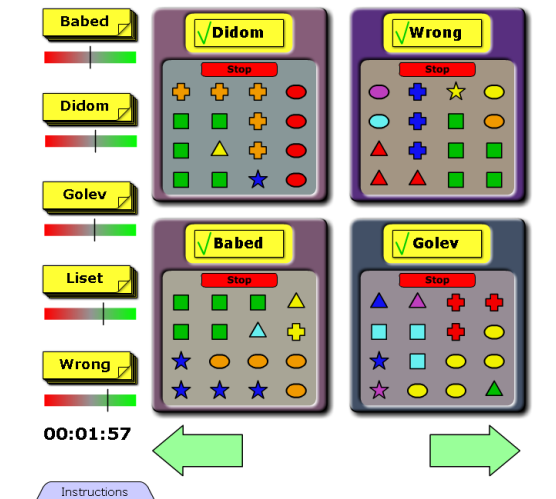 Babed
Didom
Golev
Liset
Wrong
00:01:57
Instructions
Didom
Stop
Wrong
Stop
Babed
Stop
Golev
Stop